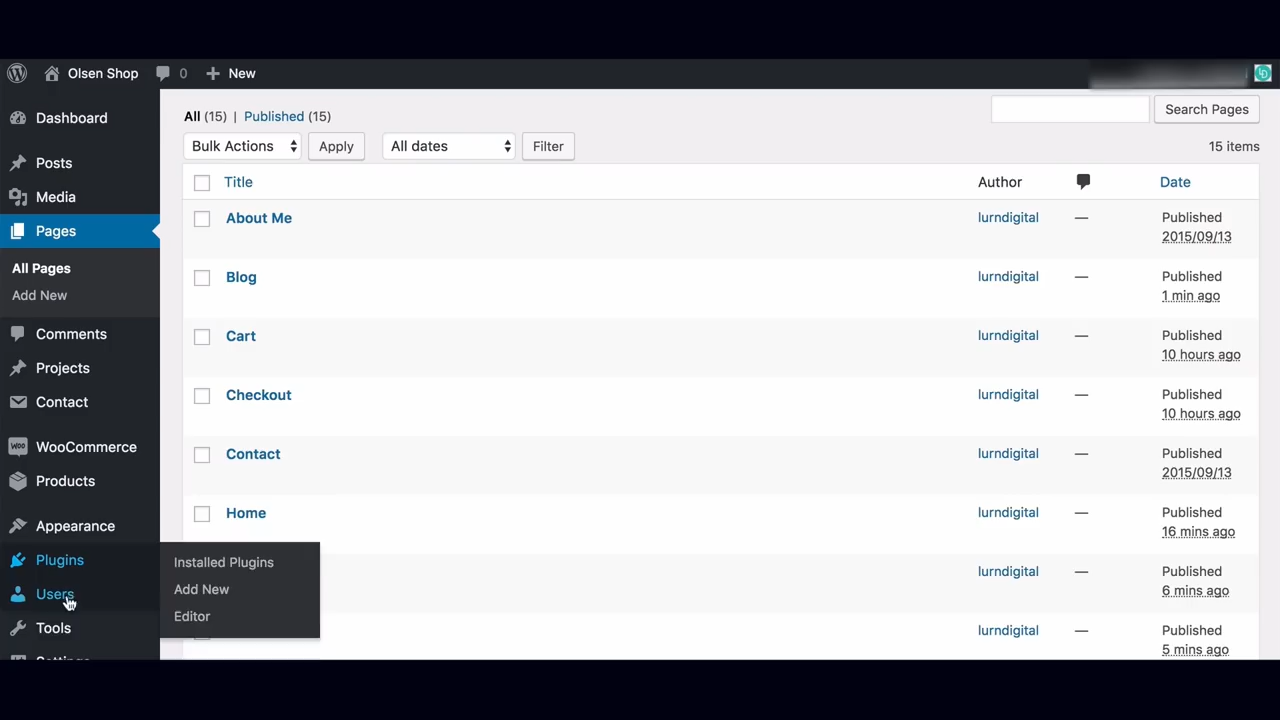 Olsen Shop 0 New
Dashboard
Posts
Media
Pages
All Pages
Add New
Comments
Projects
Contact
WOO WooCommerce
Products
Appearance
Plugins
Users
Tools
Installed Plugins
Add New
Editor
All (15) | Published (15)
Search Pages
Bulk Actions Apply All dates Filter 15 items
Title Author Date
About Me lurndigital — Published
2015/09/13
Blog lurndigital — Published
1 min ago
Cart lurndigital — Published
10 hours ago
Checkout lurndigital — Published
10 hours ago
Contact lurndigital — Published
2015/09/13
Home lurndigital — Published
16 mins ago
lurndigital — Published
6 mins ago
lurndigital — Published
5 mins ago